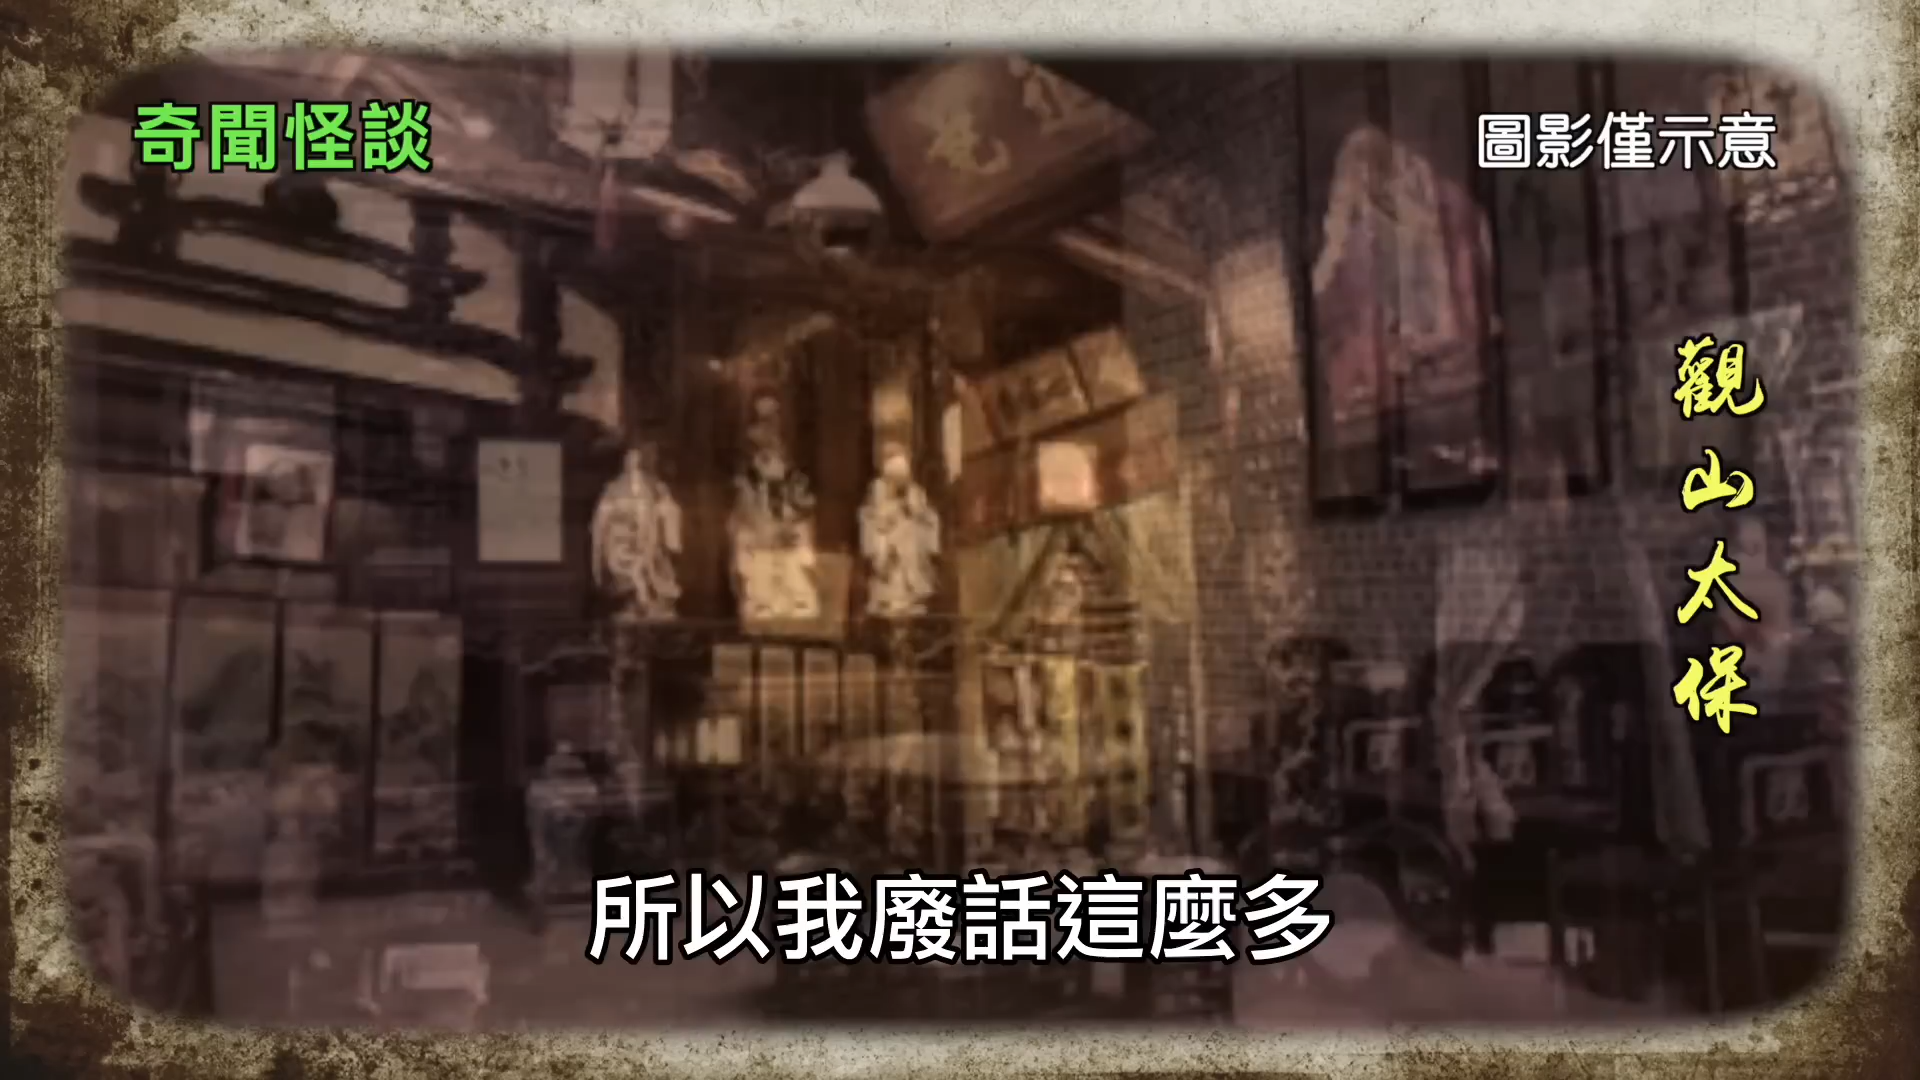 奇聞怪談
圖影僅示意
觀山太保
所以我廢話這麼多